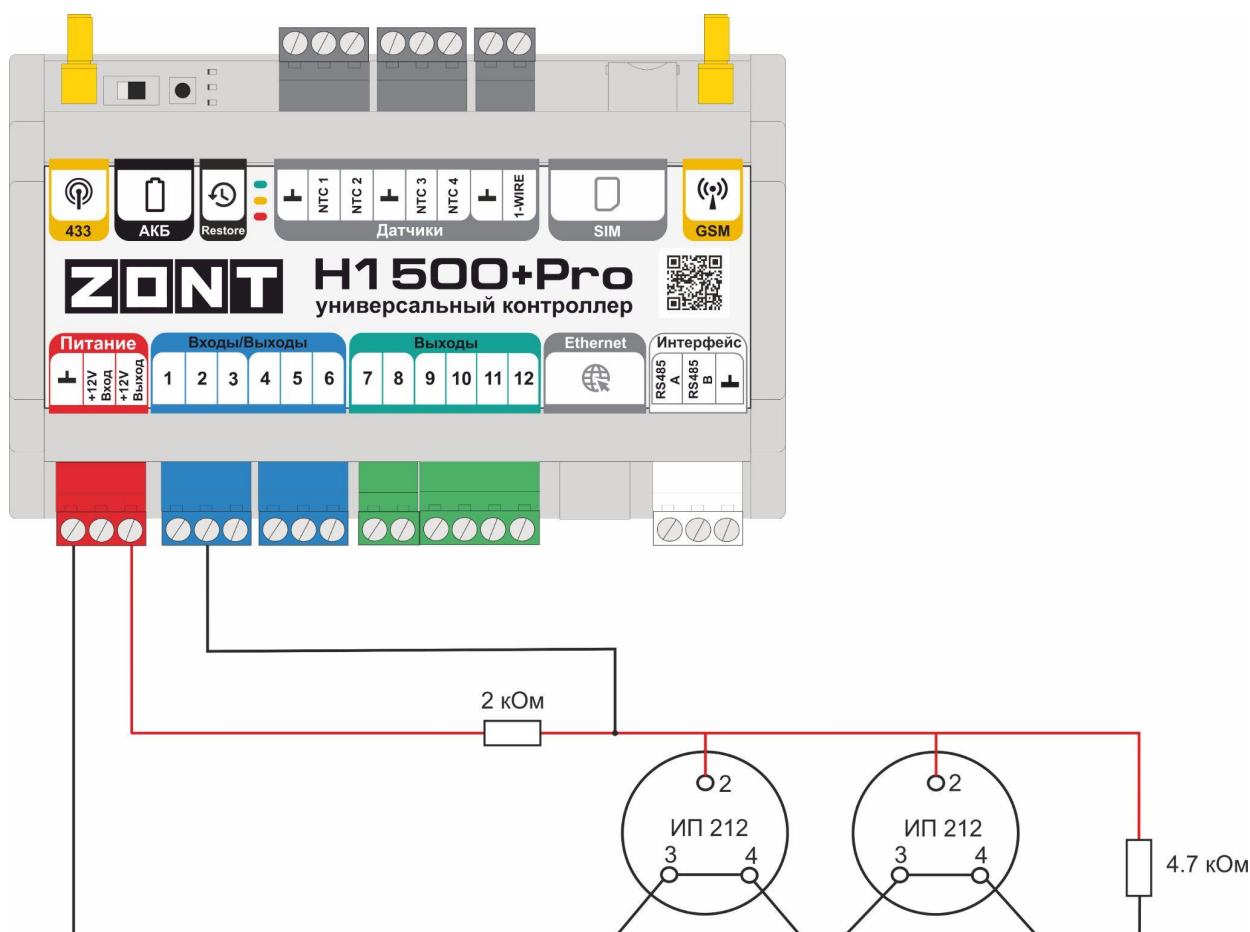 NTC 1
NTC 2
NTC 3
NTC 4
1-WIRE
433
АКБ
Restore
Датчики
SIM
GSM
ZONT
H1500+Pro
универсальный контроллер
Питание
Входы/Выходы
Выходы
Ethernet
Интерфейс
+12V
Вход
+12V
Выход
1 2 3 4 5 6
7 8 9 10 11 12
RS485
A
RS485
B
2 кОм
2
2
ИП 212
ИП 212
3 4
3 4
4.7 кОм